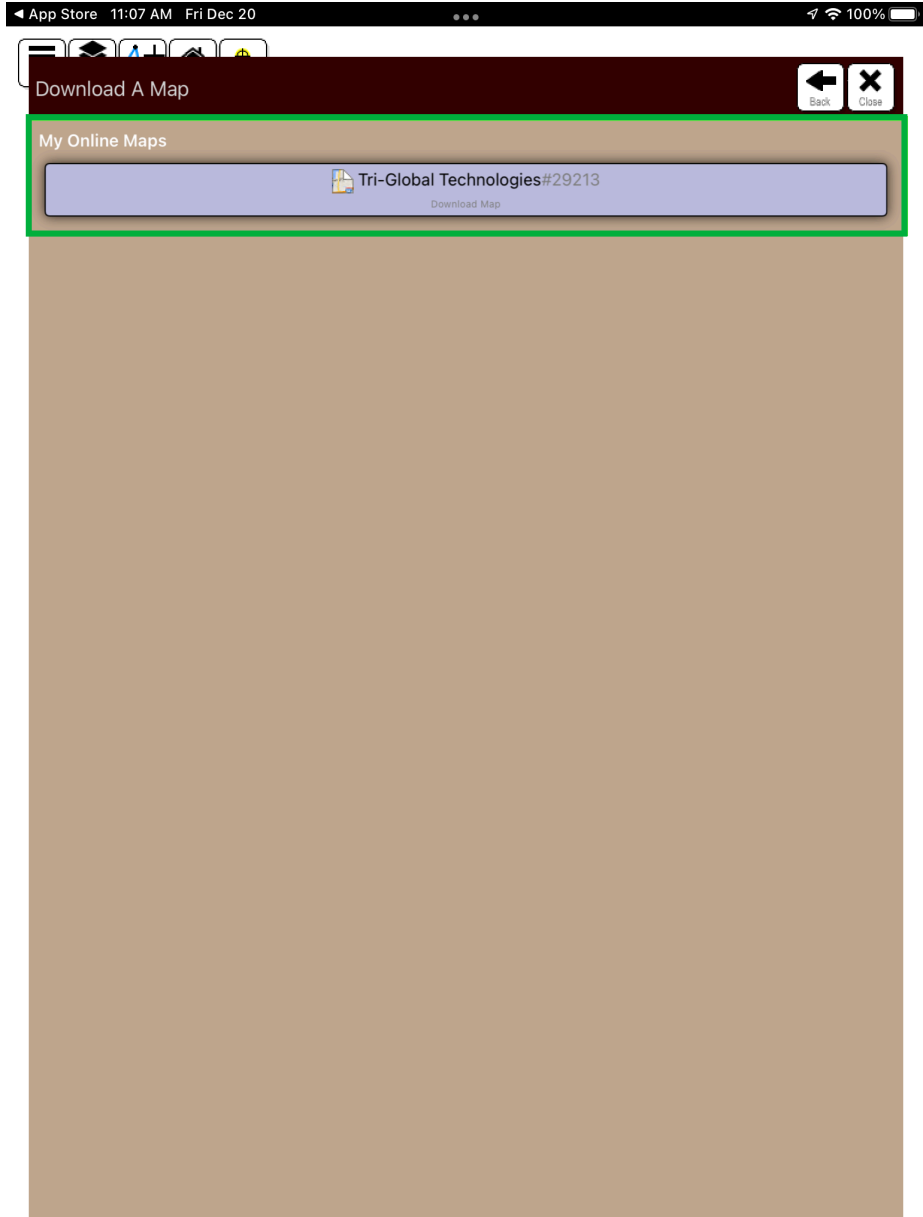 ◄ App Store 11:07 AM Fri Dec 20 100%
Download A Map
Back
Close
My Online Maps
Tri-Global Technologies#29213
Download Map